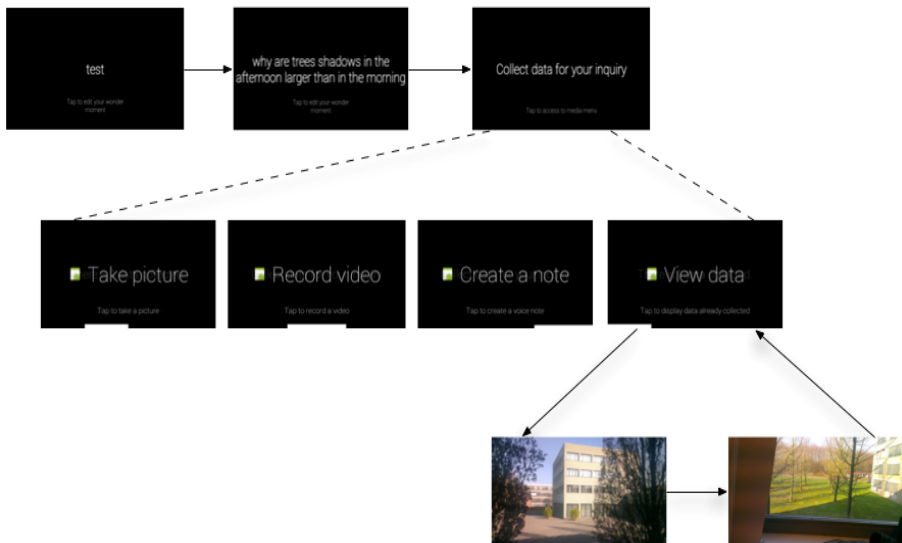 test
Tap to edit your wonder
moment
why are trees shadows in the
afternoon larger than in the morning
Tap to edit your wonder
moment
Collect data for your inquiry
Tap to access to media menu
Take picture
Tap to take a picture
Record video
Tap to record a video
Create a note
Tap to create a voice note
View data
Tap to display data already collected